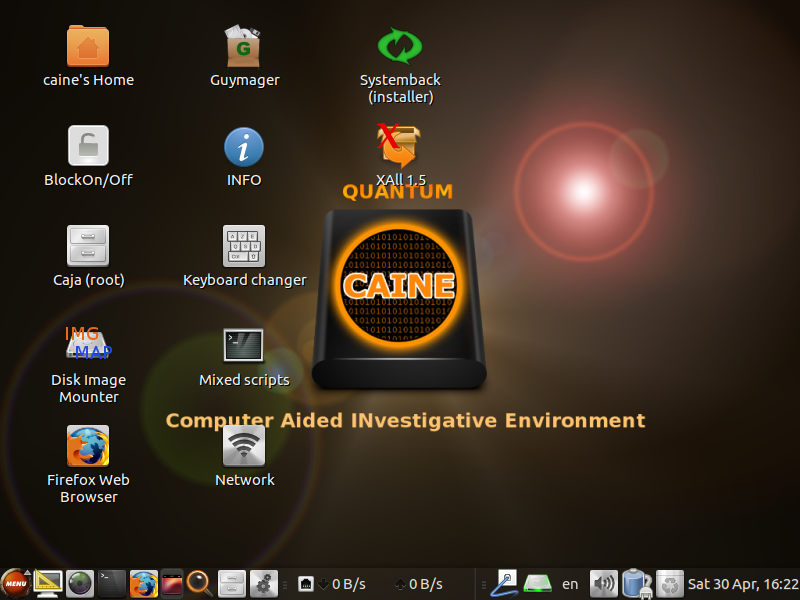 caine's Home
Guymager
Systemback
(installer)
BlockOn/Off
INFO
XAll 1.5
QUANTUM
Caja (root)
Keyboard changer
CAINE
IMG
MAP
Disk Image
Mounter
Mixed scripts
Computer Aided INvestigative Environment
Firefox Web
Browser
Network
MENU
0 B/s
0 B/s
en
Sat 30 Apr, 16:22